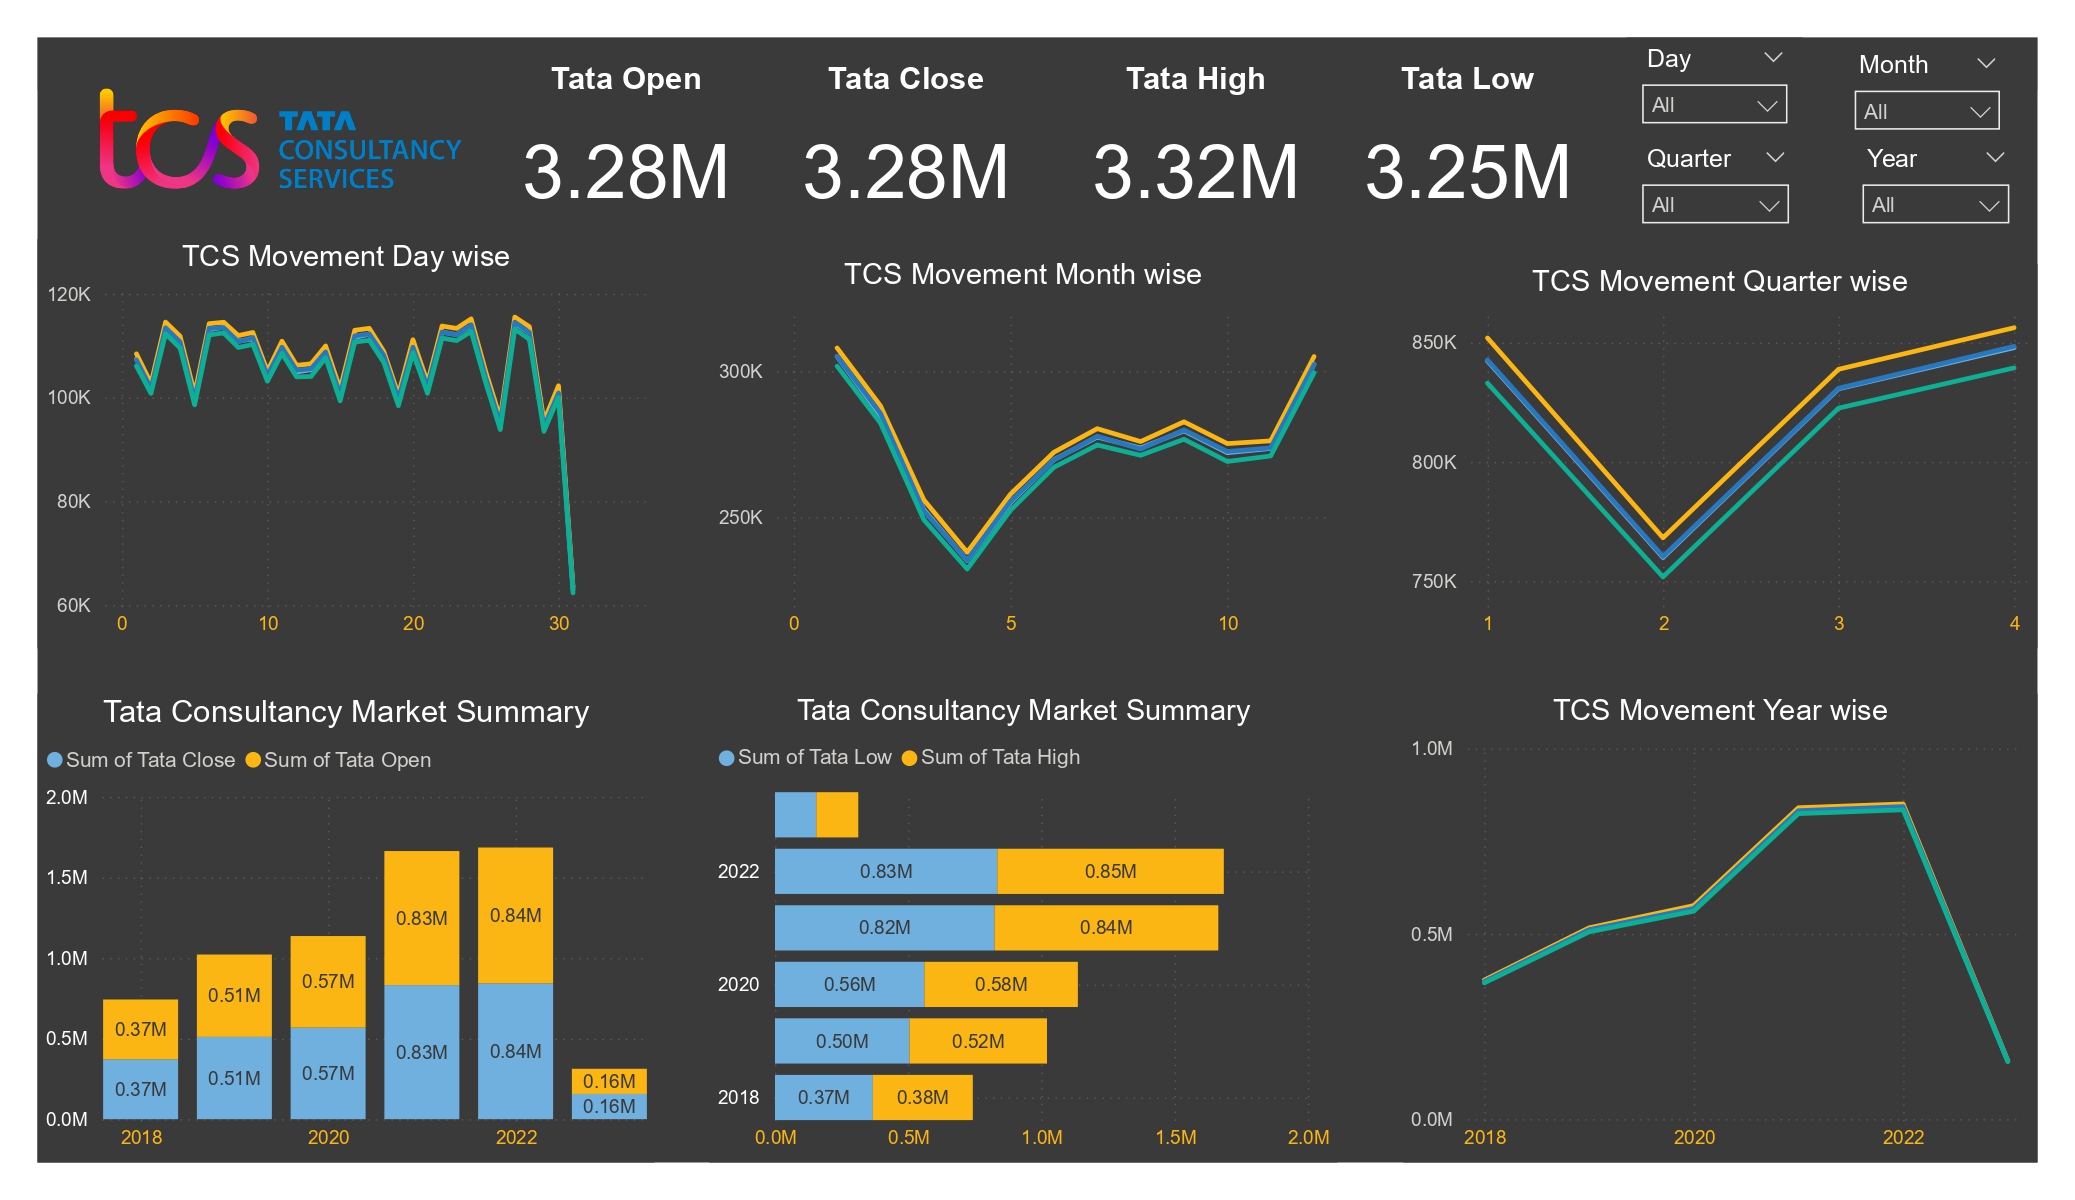 tcs TATA
CONSULTANCY
SERVICES
Tata Open
3.28M
Tata Close
3.28M
Tata High
3.32M
Tata Low
3.25M
Day
All
Month
All
Quarter
All
Year
All
TCS Movement Day wise
120K
100K
80K
60K
0 10 20 30
TCS Movement Month wise
300K
250K
0 5 10
TCS Movement Quarter wise
850K
800K
750K
1 2 3 4
Tata Consultancy Market Summary
Sum of Tata Close Sum of Tata Open
2.0M
1.5M
1.0M
0.5M
0.0M
0.37M
0.37M
0.51M
0.51M
0.57M
0.57M
0.83M
0.83M
0.84M
0.84M
0.16M
0.16M
2018 2020 2022
Tata Consultancy Market Summary
Sum of Tata Low Sum of Tata High
2022 0.83M 0.85M
0.82M 0.84M
2020 0.56M 0.58M
0.50M 0.52M
2018 0.37M 0.38M
0.0M 0.5M 1.0M 1.5M 2.0M
TCS Movement Year wise
1.0M
0.5M
0.0M
2018 2020 2022